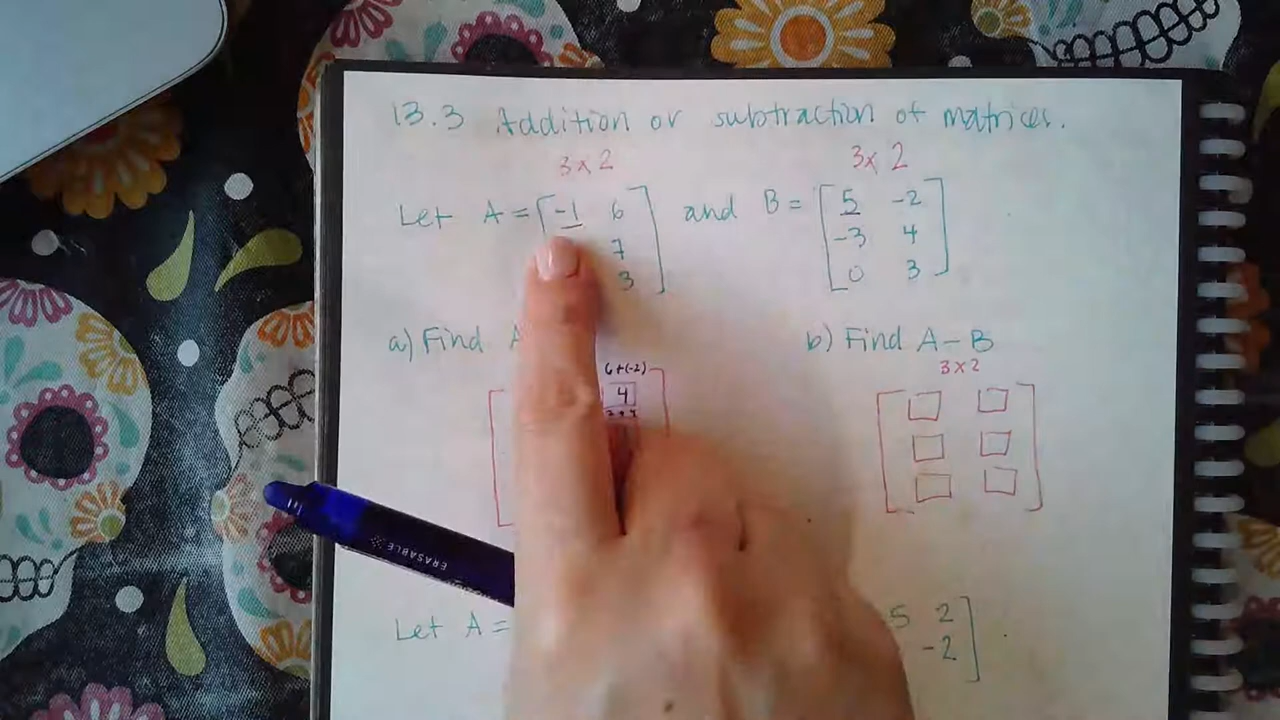 13.3 Addition or subtraction of matrices.
3x2 3x2
Let A = [-1 6 and B = [5 -2]
7 -3 4
3 0 3
a) Find A b) Find A-B
6+(-2) 3x2
4
ERASABLE
Let A = 5 2
-2